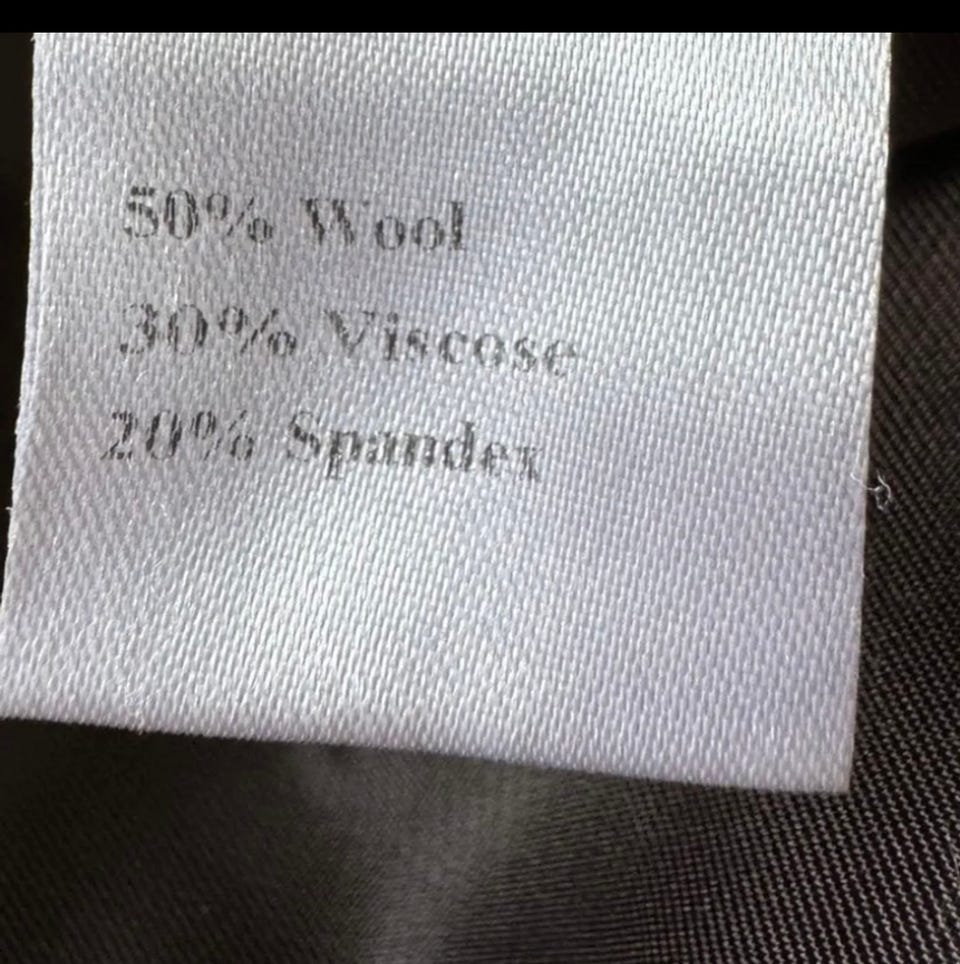 50% Wool
30% Viscose
20% Spandex